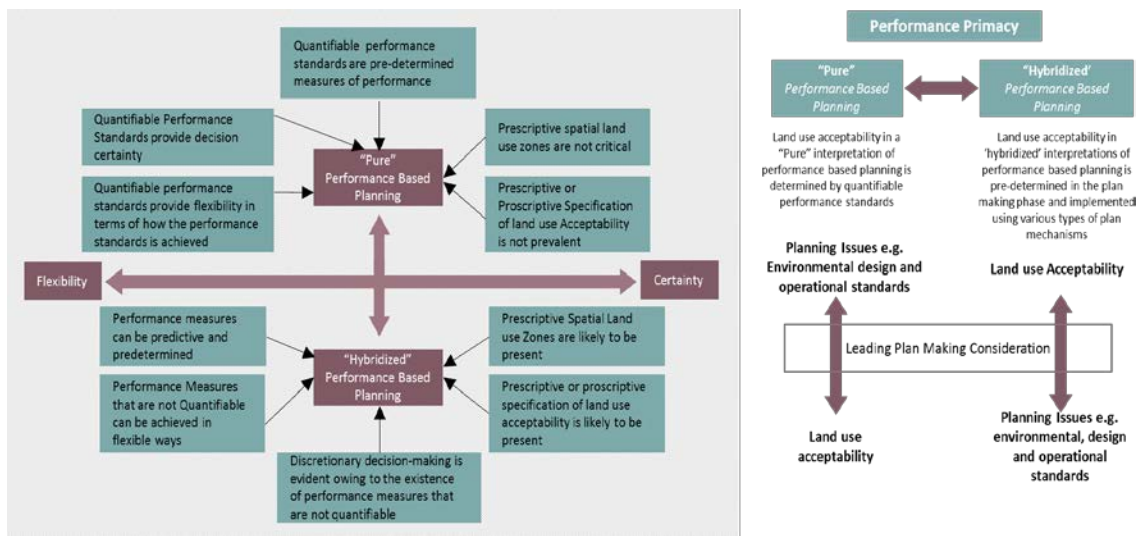 Quantifiable performance
standards are pre-determined
measures of performance
Quantifiable Performance
Standards provide decision
certainty
Prescriptive spatial land
use zones are not critical
"Pure"
Performance Based
Planning
Quantifiable performance
standards provide flexibility in
terms of how the performance
standards is achieved
Prescriptive or
Proscriptive Specification
of land use Acceptability
is not prevalent
Flexibility
Certainty
Performance measures
can be predictive and
predetermined
Prescriptive Spatial Land
use Zones are likely to be
present
"Hybridized"
Performance Based
Planning
Performance Measures
that are not Quantifiable
can be achieved in
flexible ways
Prescriptive or proscriptive
specification of land use
acceptability is likely to be
present
Discretionary decision-making is
evident owing to the existence
of performance measures that
are not quantifiable
Performance Primacy
"Pure"
Performance Based
Planning
"Hybridized'
Performance Based
Planning
Land use acceptability in a
"Pure" interpretation of
performance based planning is
determined by quantifiable
performance standards
Land use acceptability in
'hybridized' interpretations of
performance based planning is
pre-determined in the plan
making phase and implemented
using various types of plan
mechanisms
Planning Issues e.g.
Environmental design and
operational standards
Land use Acceptability
Leading Plan Making Consideration
Land use
acceptability
Planning Issues e.g.
environmental, design
and operational
standards